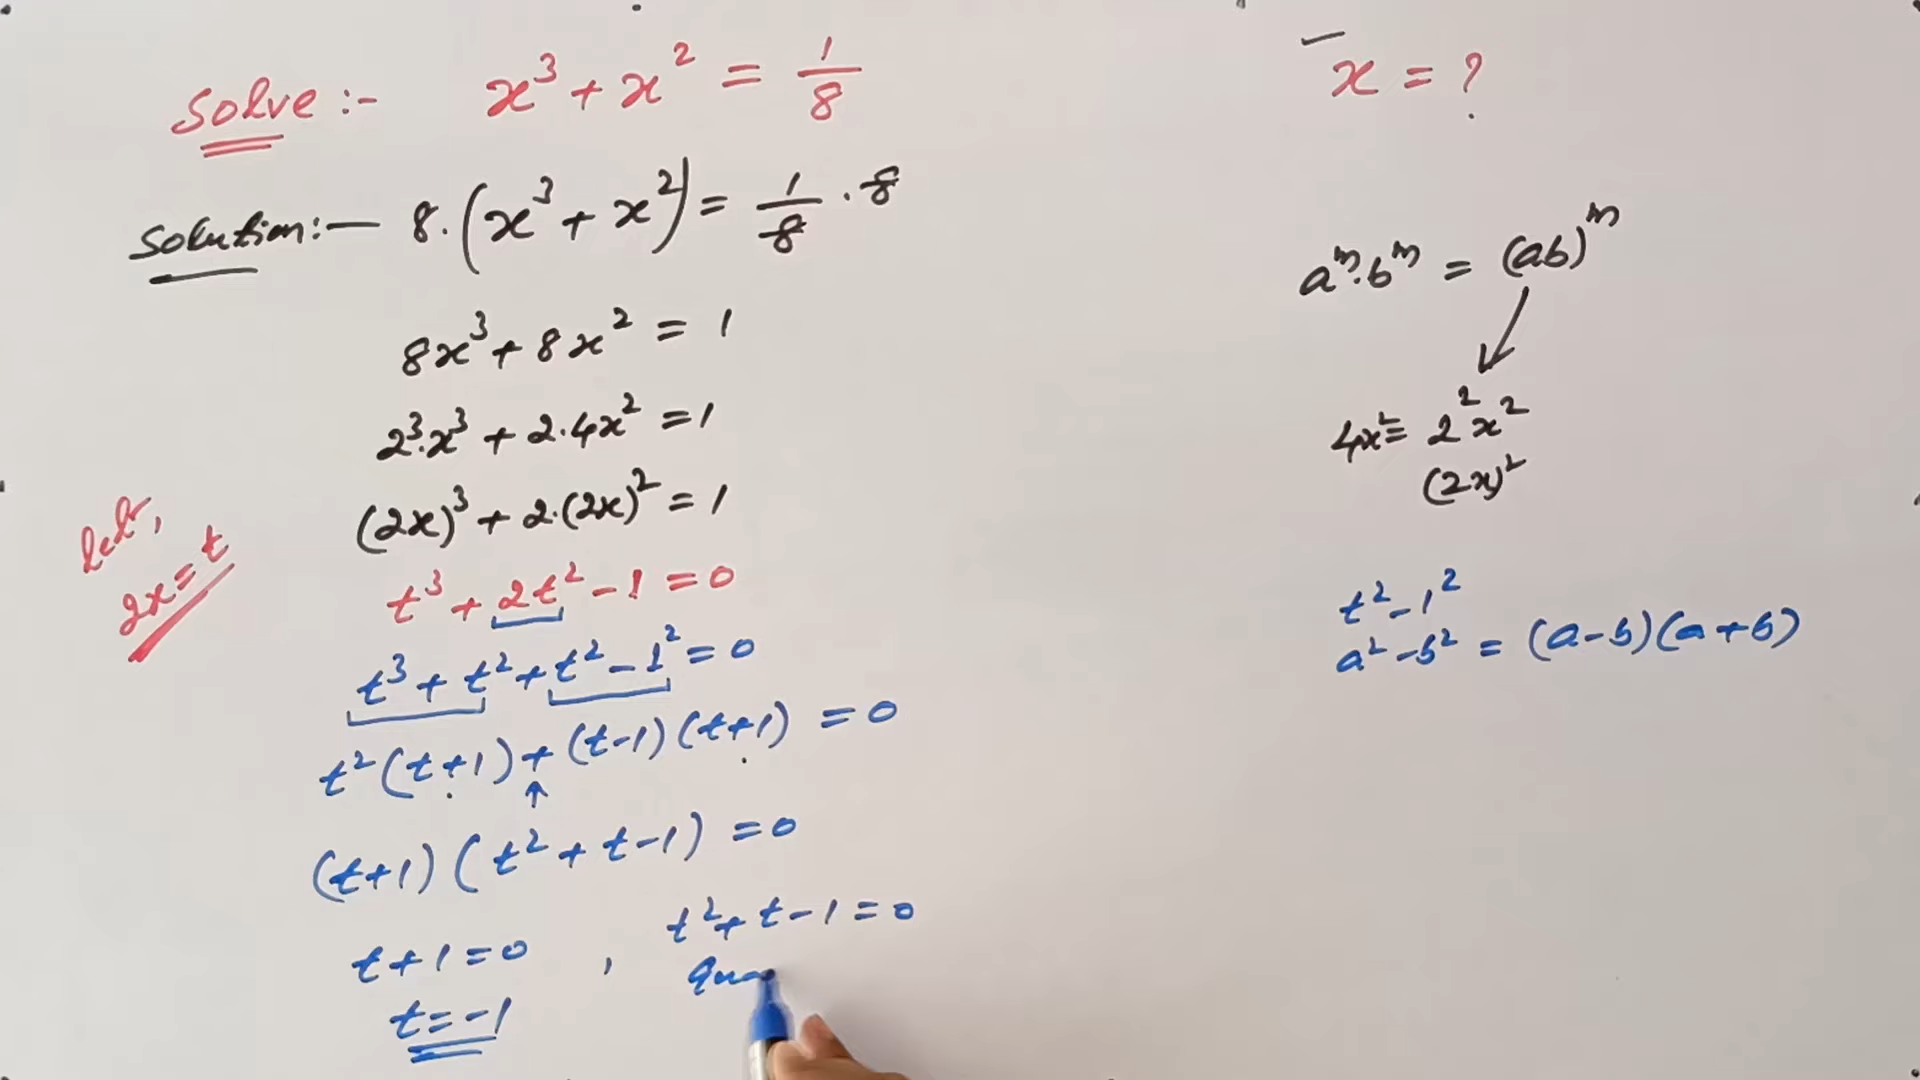 Solve :- x³ + x² = 1/8
x = ?
Solution :— 8.(x³ + x²) = 1/8 . 8
8x³ + 8x² = 1
2³.x³ + 2.4x² = 1
(2x)³ + 2.(2x)² = 1
let,
2x = t
t³ + 2t² - 1 = 0
t³ + t² + t² - 1² = 0
t²(t+1) + (t-1)(t+1) = 0
(t+1)(t² + t - 1) = 0
t + 1 = 0 , t² + t - 1 = 0
t = -1
aᵐ.bᵐ = (ab)ᵐ
4x² = 2²x²
(2x)²
t² - 1²
a² - b² = (a-b)(a+b)